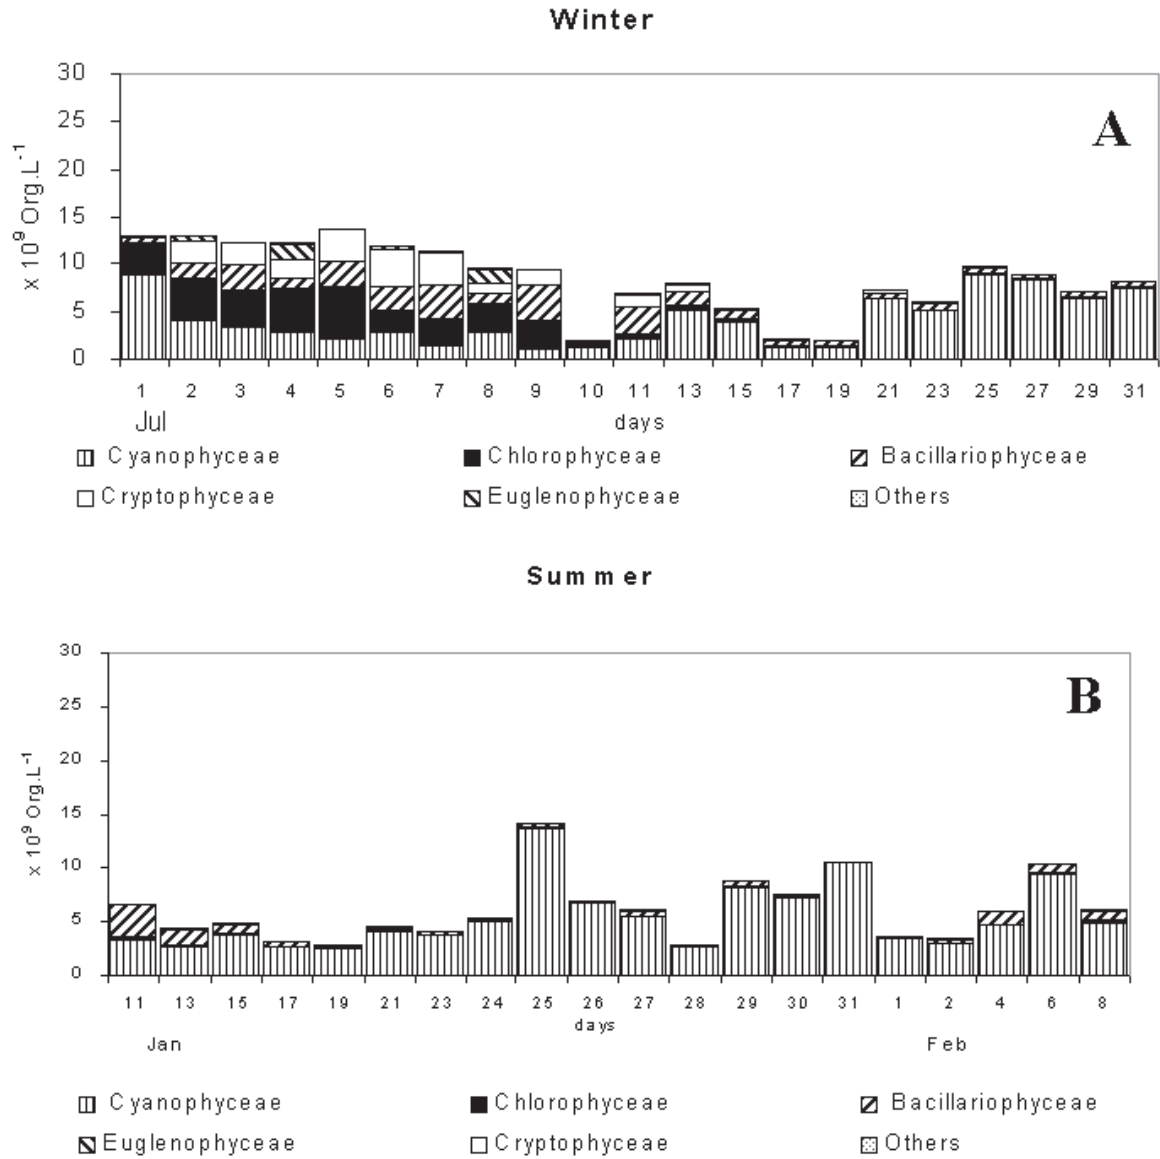 Winter
30
25
20
15
10
5
0
x 10⁹ Org.L⁻¹
A
1 2 3 4 5 6 7 8 9 10 11 13 15 17 19 21 23 25 27 29 31
Jul
days
Cyanophyceae Chlorophyceae Bacillariophyceae
Cryptophyceae Euglenophyceae Others
Summer
30
25
20
15
10
5
0
x 10⁹ Org.L⁻¹
B
11 13 15 17 19 21 23 24 25 26 27 28 29 30 31 1 2 4 6 8
days
Jan Feb
Cyanophyceae Chlorophyceae Bacillariophyceae
Euglenophyceae Cryptophyceae Others